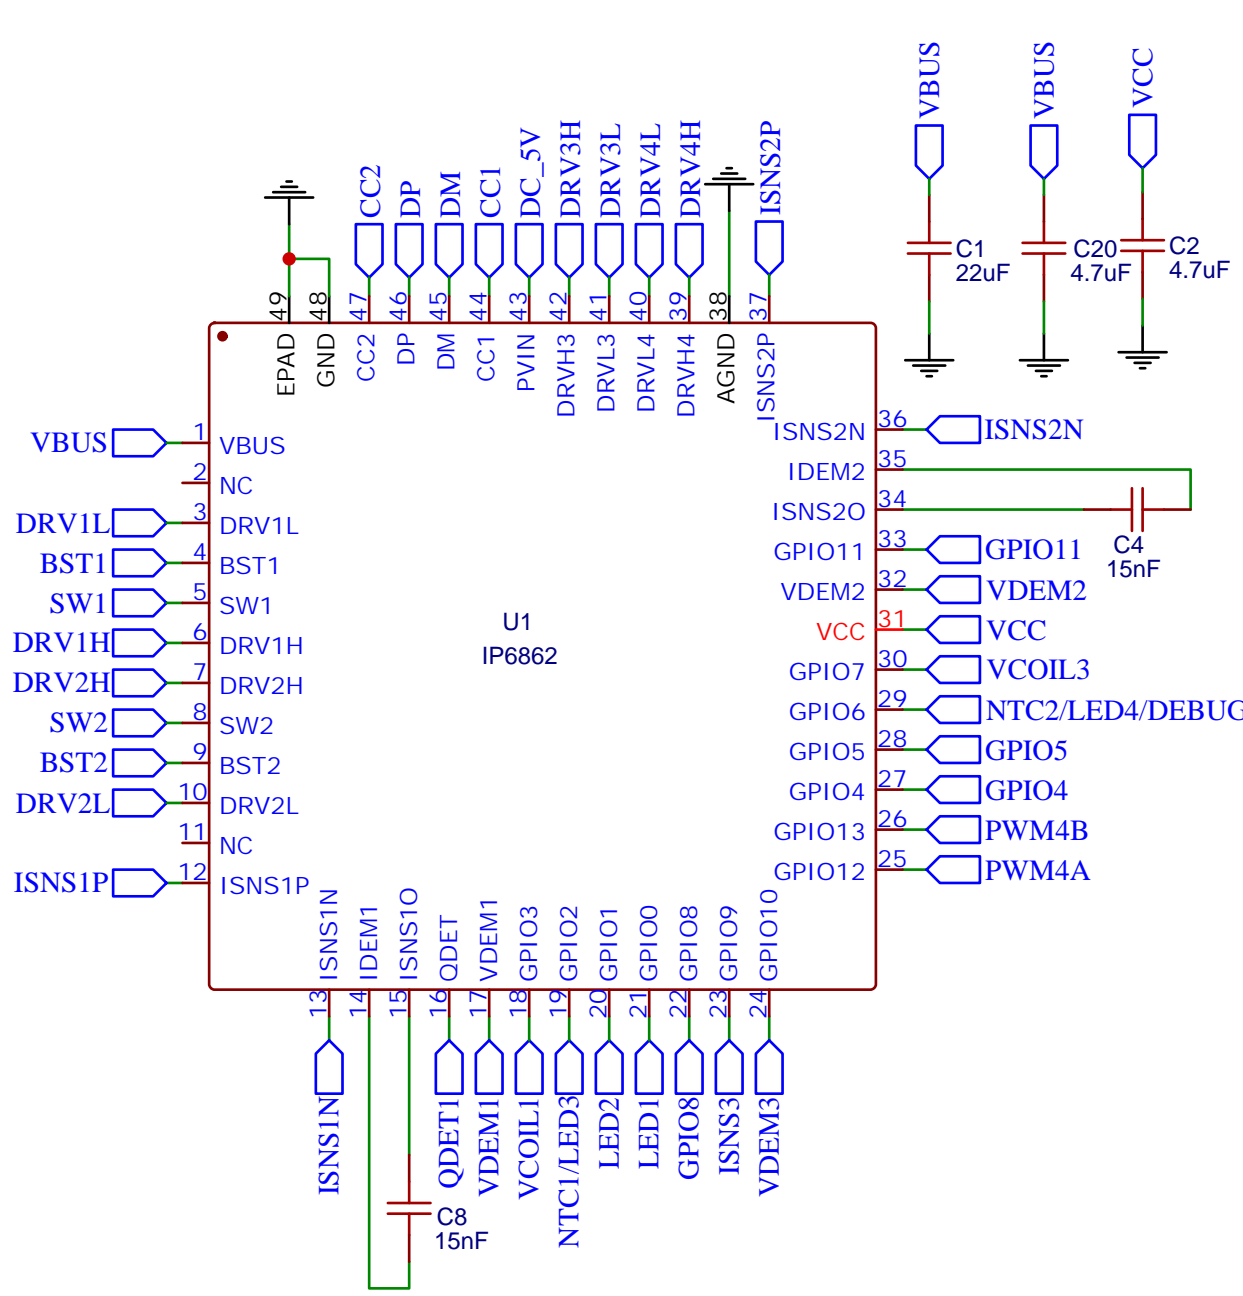 VBUS
VBUS
VCC
C1
22uF
C20
4.7uF
C2
4.7uF
CC2
DP
DM
CC1
DC_5V
DRV3H
DRV3L
DRV4L
DRV4H
ISNS2P
49
48
47
46
45
44
43
42
41
40
39
38
37
EPAD
GND
CC2
DP
DM
CC1
PVIN
DRVH3
DRVL3
DRVL4
DRVH4
AGND
ISNS2P
VBUS 1 VBUS
2 NC
DRV1L 3 DRV1L
BST1 4 BST1
SW1 5 SW1
DRV1H 6 DRV1H
DRV2H 7 DRV2H
SW2 8 SW2
BST2 9 BST2
DRV2L 10 DRV2L
11 NC
ISNS1P 12 ISNS1P
U1
IP6862
ISNS2N 36 ISNS2N
IDEM2 35
ISNS2O 34
C4
15nF
GPIO11 33 GPIO11
VDEM2 32 VDEM2
VCC 31 VCC
GPIO7 30 VCOIL3
GPIO6 29 NTC2/LED4/DEBUG
GPIO5 28 GPIO5
GPIO4 27 GPIO4
GPIO13 26 PWM4B
GPIO12 25 PWM4A
ISNS1N
IDEM1
ISNS1O
QDET
VDEM1
GPIO3
GPIO2
GPIO1
GPIO0
GPIO8
GPIO9
GPIO10
13
14
15
16
17
18
19
20
21
22
23
24
ISNS1N
QDET1
VDEM1
VCOIL1
NTC1/LED3
LED2
LED1
GPIO8
ISNS3
VDEM3
C8
15nF